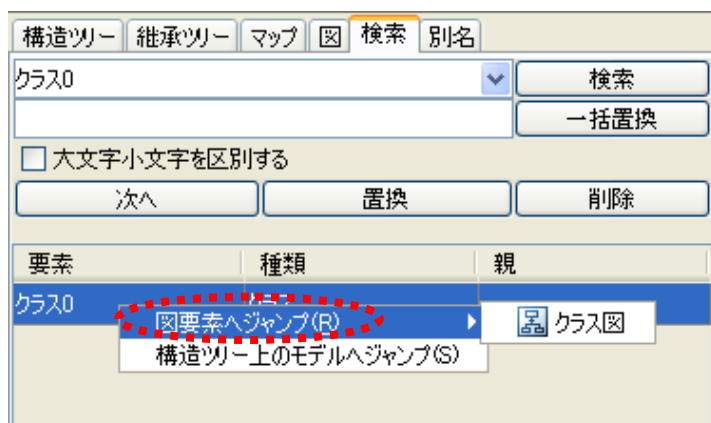 構造ツリー 継承ツリー マップ 図 検索 別名
クラス0 検索
一括置換
大文字小文字を区別する
次へ 置換 削除
要素 種類 親
クラス0
図要素へジャンプ(R) クラス図
構造ツリー上のモデルへジャンプ(S)